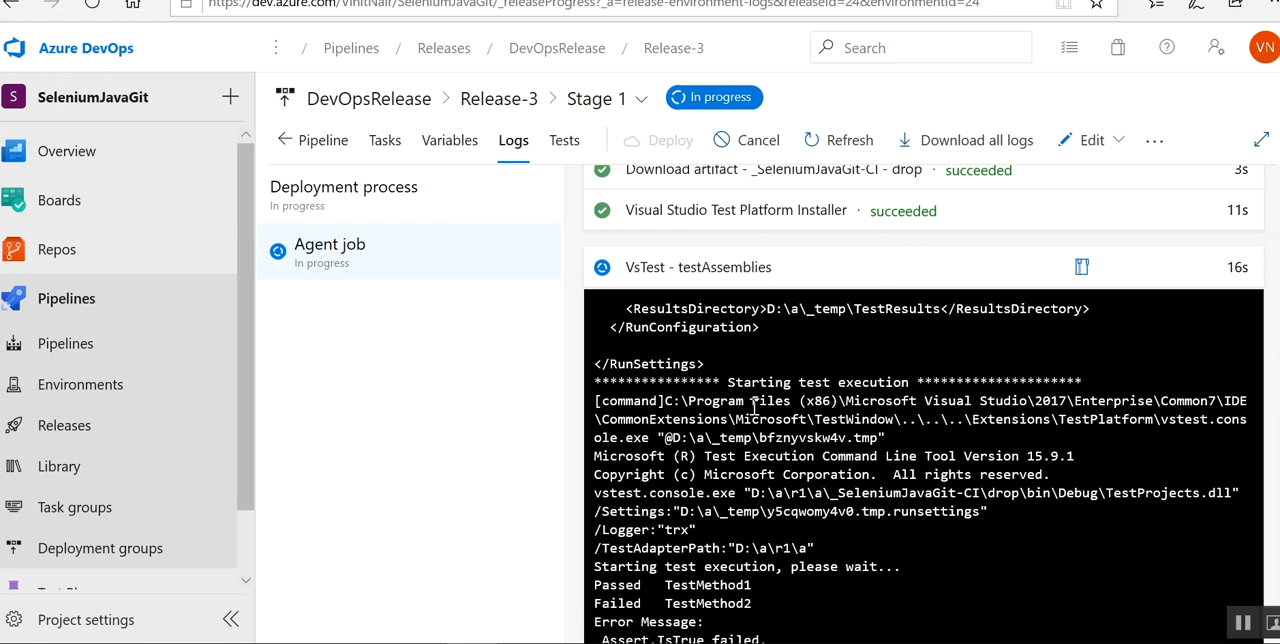 https://dev.azure.com/VinitNair/SeleniumJavaGit/_releaseProgress?_a=release-environment-logs&releaseId=24&environmentId=24
Azure DevOps
/ Pipelines / Releases / DevOpsRelease / Release-3
Search
VN
S SeleniumJavaGit
Overview
Boards
Repos
Pipelines
Pipelines
Environments
Releases
Library
Task groups
Deployment groups
Project settings
DevOpsRelease > Release-3 > Stage 1 In progress
Pipeline Tasks Variables Logs Tests Deploy Cancel Refresh Download all logs Edit ...
Deployment process
In progress
Agent job
In progress
Download artifact - _SeleniumJavaGit-CI - drop · succeeded 3s
Visual Studio Test Platform Installer · succeeded 11s
VsTest - testAssemblies 16s
<ResultsDirectory>D:\a\_temp\TestResults</ResultsDirectory>
</RunConfiguration>
</RunSettings>
**************** Starting test execution *********************
[command]C:\Program Files (x86)\Microsoft Visual Studio\2017\Enterprise\Common7\IDE
\CommonExtensions\Microsoft\TestWindow\..\..\..\Extensions\TestPlatform\vstest.cons
ole.exe "@D:\a\_temp\bfznyvskw4v.tmp"
Microsoft (R) Test Execution Command Line Tool Version 15.9.1
Copyright (c) Microsoft Corporation.  All rights reserved.
vstest.console.exe "D:\a\r1\a\_SeleniumJavaGit-CI\drop\bin\Debug\TestProjects.dll"
/Settings:"D:\a\_temp\y5cqwomy4v0.tmp.runsettings"
/Logger:"trx"
/TestAdapterPath:"D:\a\r1\a"
Starting test execution, please wait...
Passed   TestMethod1
Failed   TestMethod2
Error Message:
Assert.IsTrue failed.